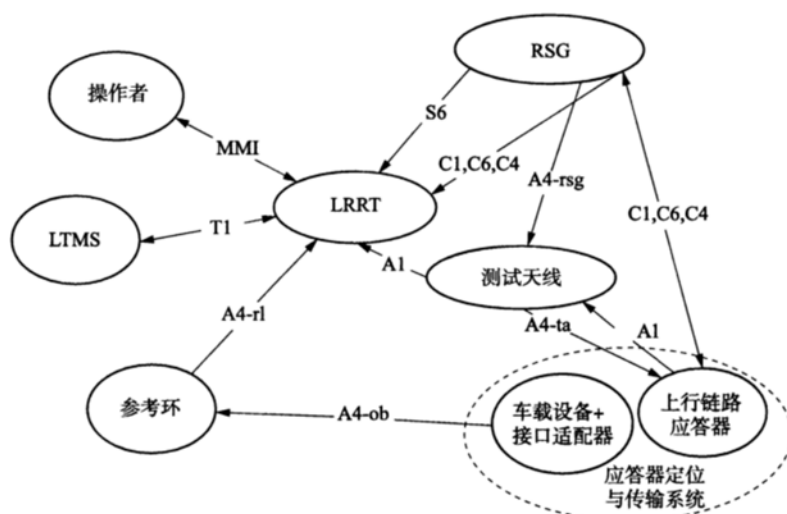 RSG
操作者
S6
MMI
C1,C6,C4
A4-rsg
LRRT
C1,C6,C4
LTMS
T1
A1
测试天线
A4-rl
A4-ta
A1
参考环
A4-ob
车载设备+
接口适配器
上行链路
应答器
应答器定位
与传输系统